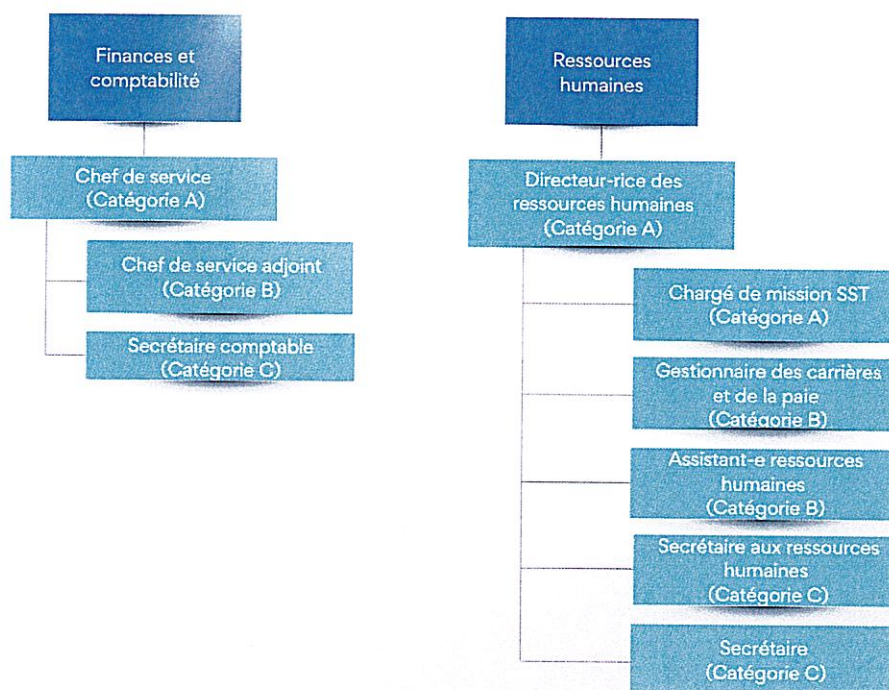 Finances et
comptabilité
Chef de service
(Catégorie A)
Chef de service adjoint
(Catégorie B)
Secrétaire comptable
(Catégorie C)
Ressources
humaines
Directeur-rice des
ressources humaines
(Catégorie A)
Chargé de mission SST
(Catégorie A)
Gestionnaire des carrières
et de la paie
(Catégorie B)
Assistant-e ressources
humaines
(Catégorie B)
Secrétaire aux ressources
humaines
(Catégorie C)
Secrétaire
(Catégorie C)